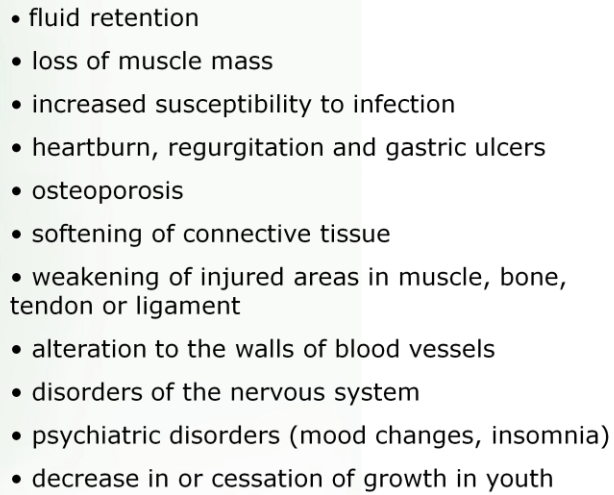 • fluid retention
• loss of muscle mass
• increased susceptibility to infection
• heartburn, regurgitation and gastric ulcers
• osteoporosis
• softening of connective tissue
• weakening of injured areas in muscle, bone,
tendon or ligament
• alteration to the walls of blood vessels
• disorders of the nervous system
• psychiatric disorders (mood changes, insomnia)
• decrease in or cessation of growth in youth